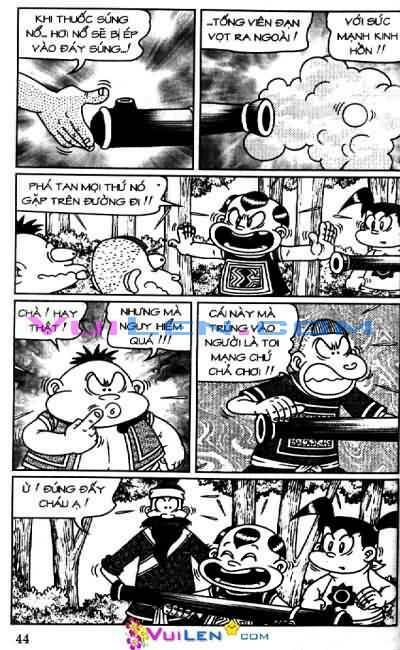 KHI THUỐC SÚNG
NỔ.. HƠI NỔ SẼ BỊ ÉP
VÀO ĐÁY SÚNG..!
..TỐNG VIÊN ĐẠN
VỌT RA NGOÀI!
VỚI SỨC
MẠNH KINH
HỒN!!
PHÁ TAN MỌI THỨ NÓ
GẶP TRÊN ĐƯỜNG ĐI!!
CHÀ! HAY
THẬT!
NHƯNG MÀ
NGUY HIỂM
QUÁ!!!
CÁI NÀY MÀ
TRÚNG VÀO
NGƯỜI LÀ TOI
MẠNG CHỨ
CHẢ CHƠI!!
VUILEN.COM
Ừ! ĐÚNG ĐẤY
CHÁU Ạ!
44
VUILEN.COM